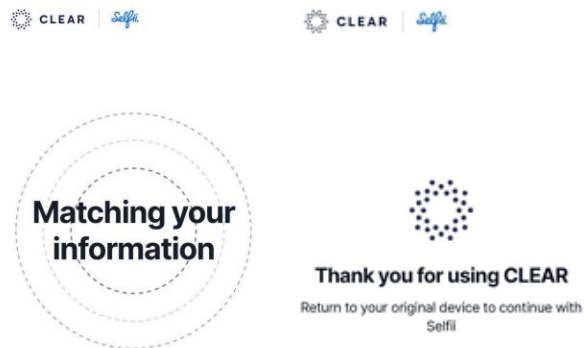 CLEAR
Selfii.
Matching your
information
CLEAR
Selfii.
Thank you for using CLEAR
Return to your original device to continue with
Selfii